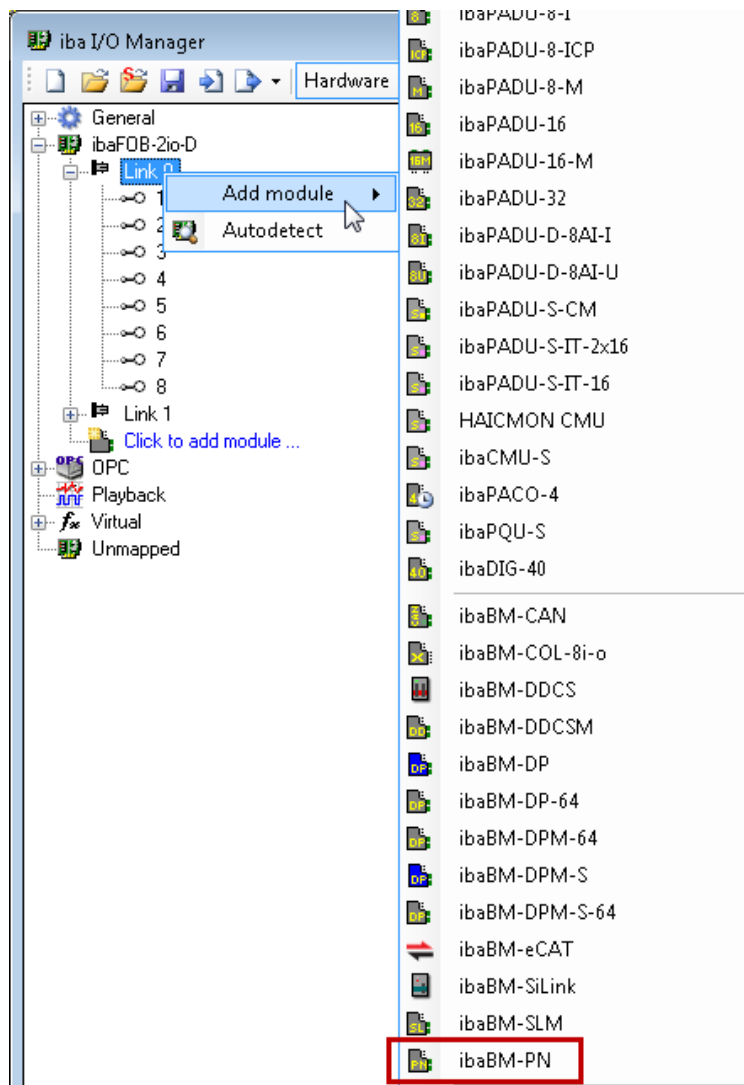 iba I/O Manager
Hardware
General
ibaFOB-2io-D
Link 0
1
2
3
4
5
6
7
8
Link 1
Click to add module ...
OPC
Playback
Virtual
Unmapped
Add module
Autodetect
ibaPADU-8-I
ibaPADU-8-ICP
ibaPADU-8-M
ibaPADU-16
ibaPADU-16-M
ibaPADU-32
ibaPADU-D-8AI-I
ibaPADU-D-8AI-U
ibaPADU-S-CM
ibaPADU-S-IT-2x16
ibaPADU-S-IT-16
HAICMON CMU
ibaCMU-S
ibaPACO-4
ibaPQU-S
ibaDIG-40
ibaBM-CAN
ibaBM-COL-8i-o
ibaBM-DDCS
ibaBM-DDCSM
ibaBM-DP
ibaBM-DP-64
ibaBM-DPM-64
ibaBM-DPM-S
ibaBM-DPM-S-64
ibaBM-eCAT
ibaBM-SiLink
ibaBM-SLM
ibaBM-PN